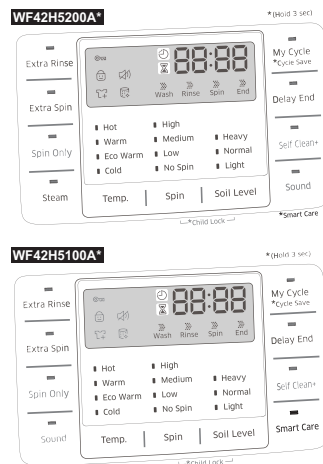 WF42H5200A*
*(Hold 3 sec)
Extra Rinse
Extra Spin
Spin Only
Steam
88:88
Wash Rinse Spin End
Hot
Warm
Eco Warm
Cold
High
Medium
Low
No Spin
Heavy
Normal
Light
Temp. Spin Soil Level
*Child Lock
My Cycle
*Cycle Save
Delay End
Self Clean+
Sound
*Smart Care
WF42H5100A*
*(Hold 3 sec)
Extra Rinse
Extra Spin
Spin Only
Sound
88:88
Wash Rinse Spin End
Hot
Warm
Eco Warm
Cold
High
Medium
Low
No Spin
Heavy
Normal
Light
Temp. Spin Soil Level
*Child Lock
My Cycle
*Cycle Save
Delay End
Self Clean+
Smart Care